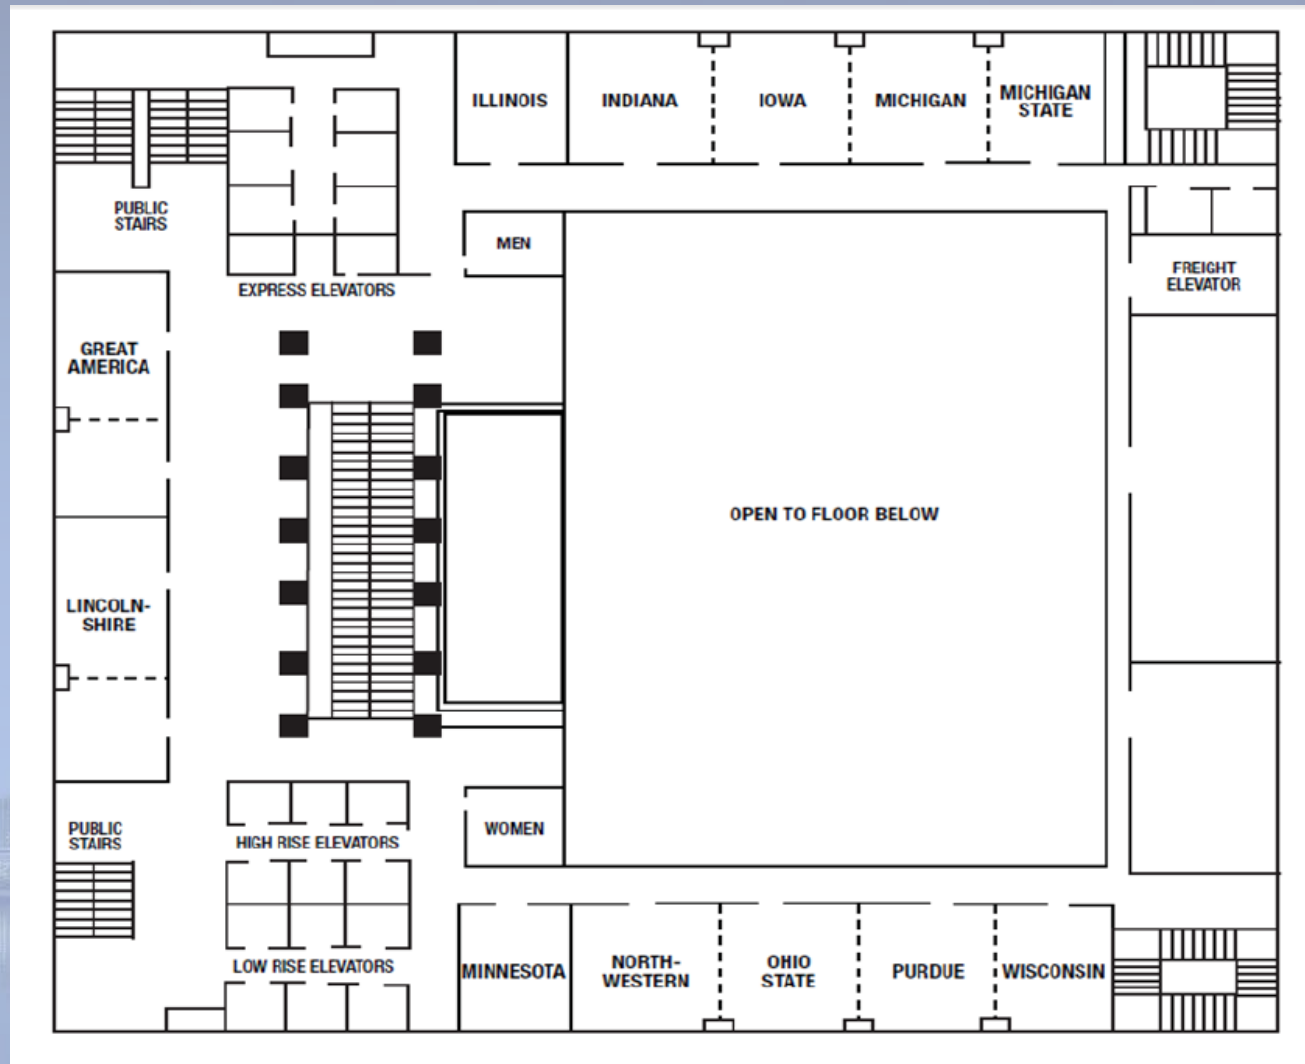 ILLINOIS
INDIANA
IOWA
MICHIGAN
MICHIGAN
STATE
PUBLIC
STAIRS
MEN
FREIGHT
ELEVATOR
EXPRESS ELEVATORS
GREAT
AMERICA
OPEN TO FLOOR BELOW
LINCOLN-
SHIRE
PUBLIC
STAIRS
WOMEN
HIGH RISE ELEVATORS
LOW RISE ELEVATORS
MINNESOTA
NORTH-
WESTERN
OHIO
STATE
PURDUE
WISCONSIN